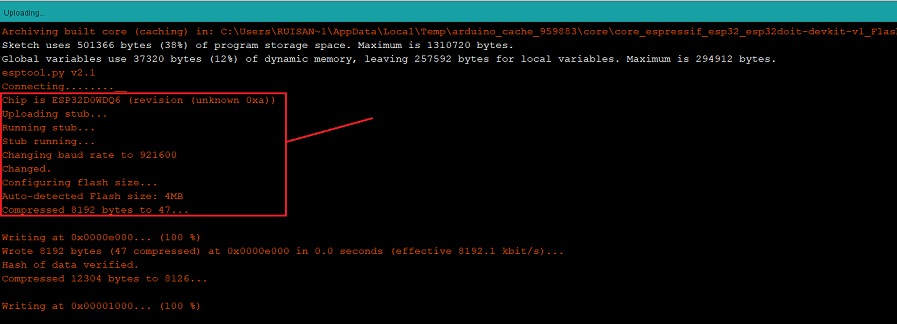 Uploading...
Archiving built core (caching) in: C:\Users\RUISAN~1\AppData\Local\Temp\arduino_cache_959883\core\core_espressif_esp32_esp32doit-devkit-v1_Flas
Sketch uses 501366 bytes (38%) of program storage space. Maximum is 1310720 bytes.
Global variables use 37320 bytes (12%) of dynamic memory, leaving 257592 bytes for local variables. Maximum is 294912 bytes.
esptool.py v2.1
Connecting........__
Chip is ESP32D0WDQ6 (revision (unknown 0xa))
Uploading stub...
Running stub...
Stub running...
Changing baud rate to 921600
Changed.
Configuring flash size...
Auto-detected Flash size: 4MB
Compressed 8192 bytes to 47...
Writing at 0x0000e000... (100 %)
Wrote 8192 bytes (47 compressed) at 0x0000e000 in 0.0 seconds (effective 8192.1 kbit/s)...
Hash of data verified.
Compressed 12304 bytes to 8126...
Writing at 0x00001000... (100 %)